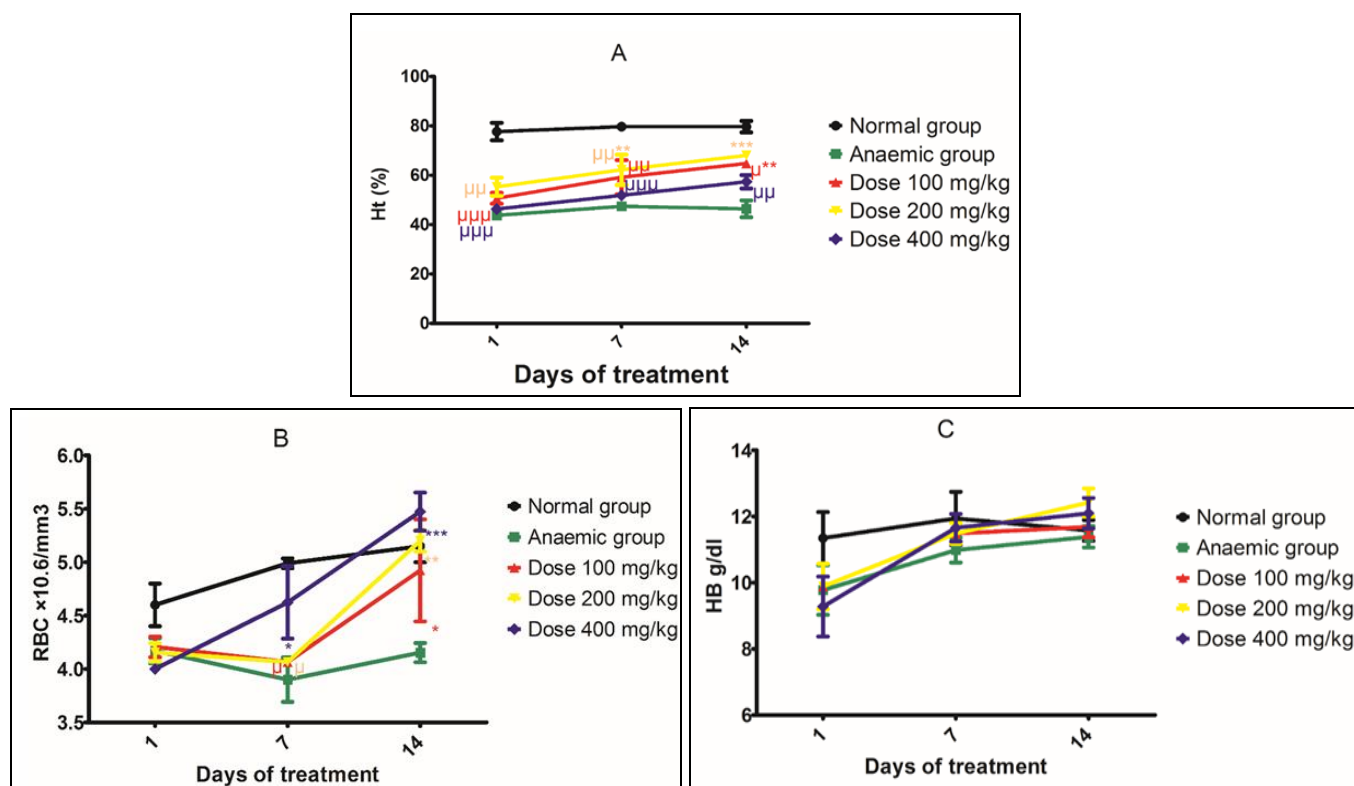 A
100
80
60
40
20
0
Ht (%)
µµ
µµµ
µµµ
µµ**
µµ
µµµ
***
µ**
µµ
1
7
14
Days of treatment
Normal group
Anaemic group
Dose 100 mg/kg
Dose 200 mg/kg
Dose 400 mg/kg
B
6.0
5.5
5.0
4.5
4.0
3.5
RBC ×10.6/mm3
*
µ
µ
***
**
*
1
7
14
Days of treatment
Normal group
Anaemic group
Dose 100 mg/kg
Dose 200 mg/kg
Dose 400 mg/kg
C
14
12
10
8
6
HB g/dl
1
7
14
Days of treatment
Normal group
Anaemic group
Dose 100 mg/kg
Dose 200 mg/kg
Dose 400 mg/kg